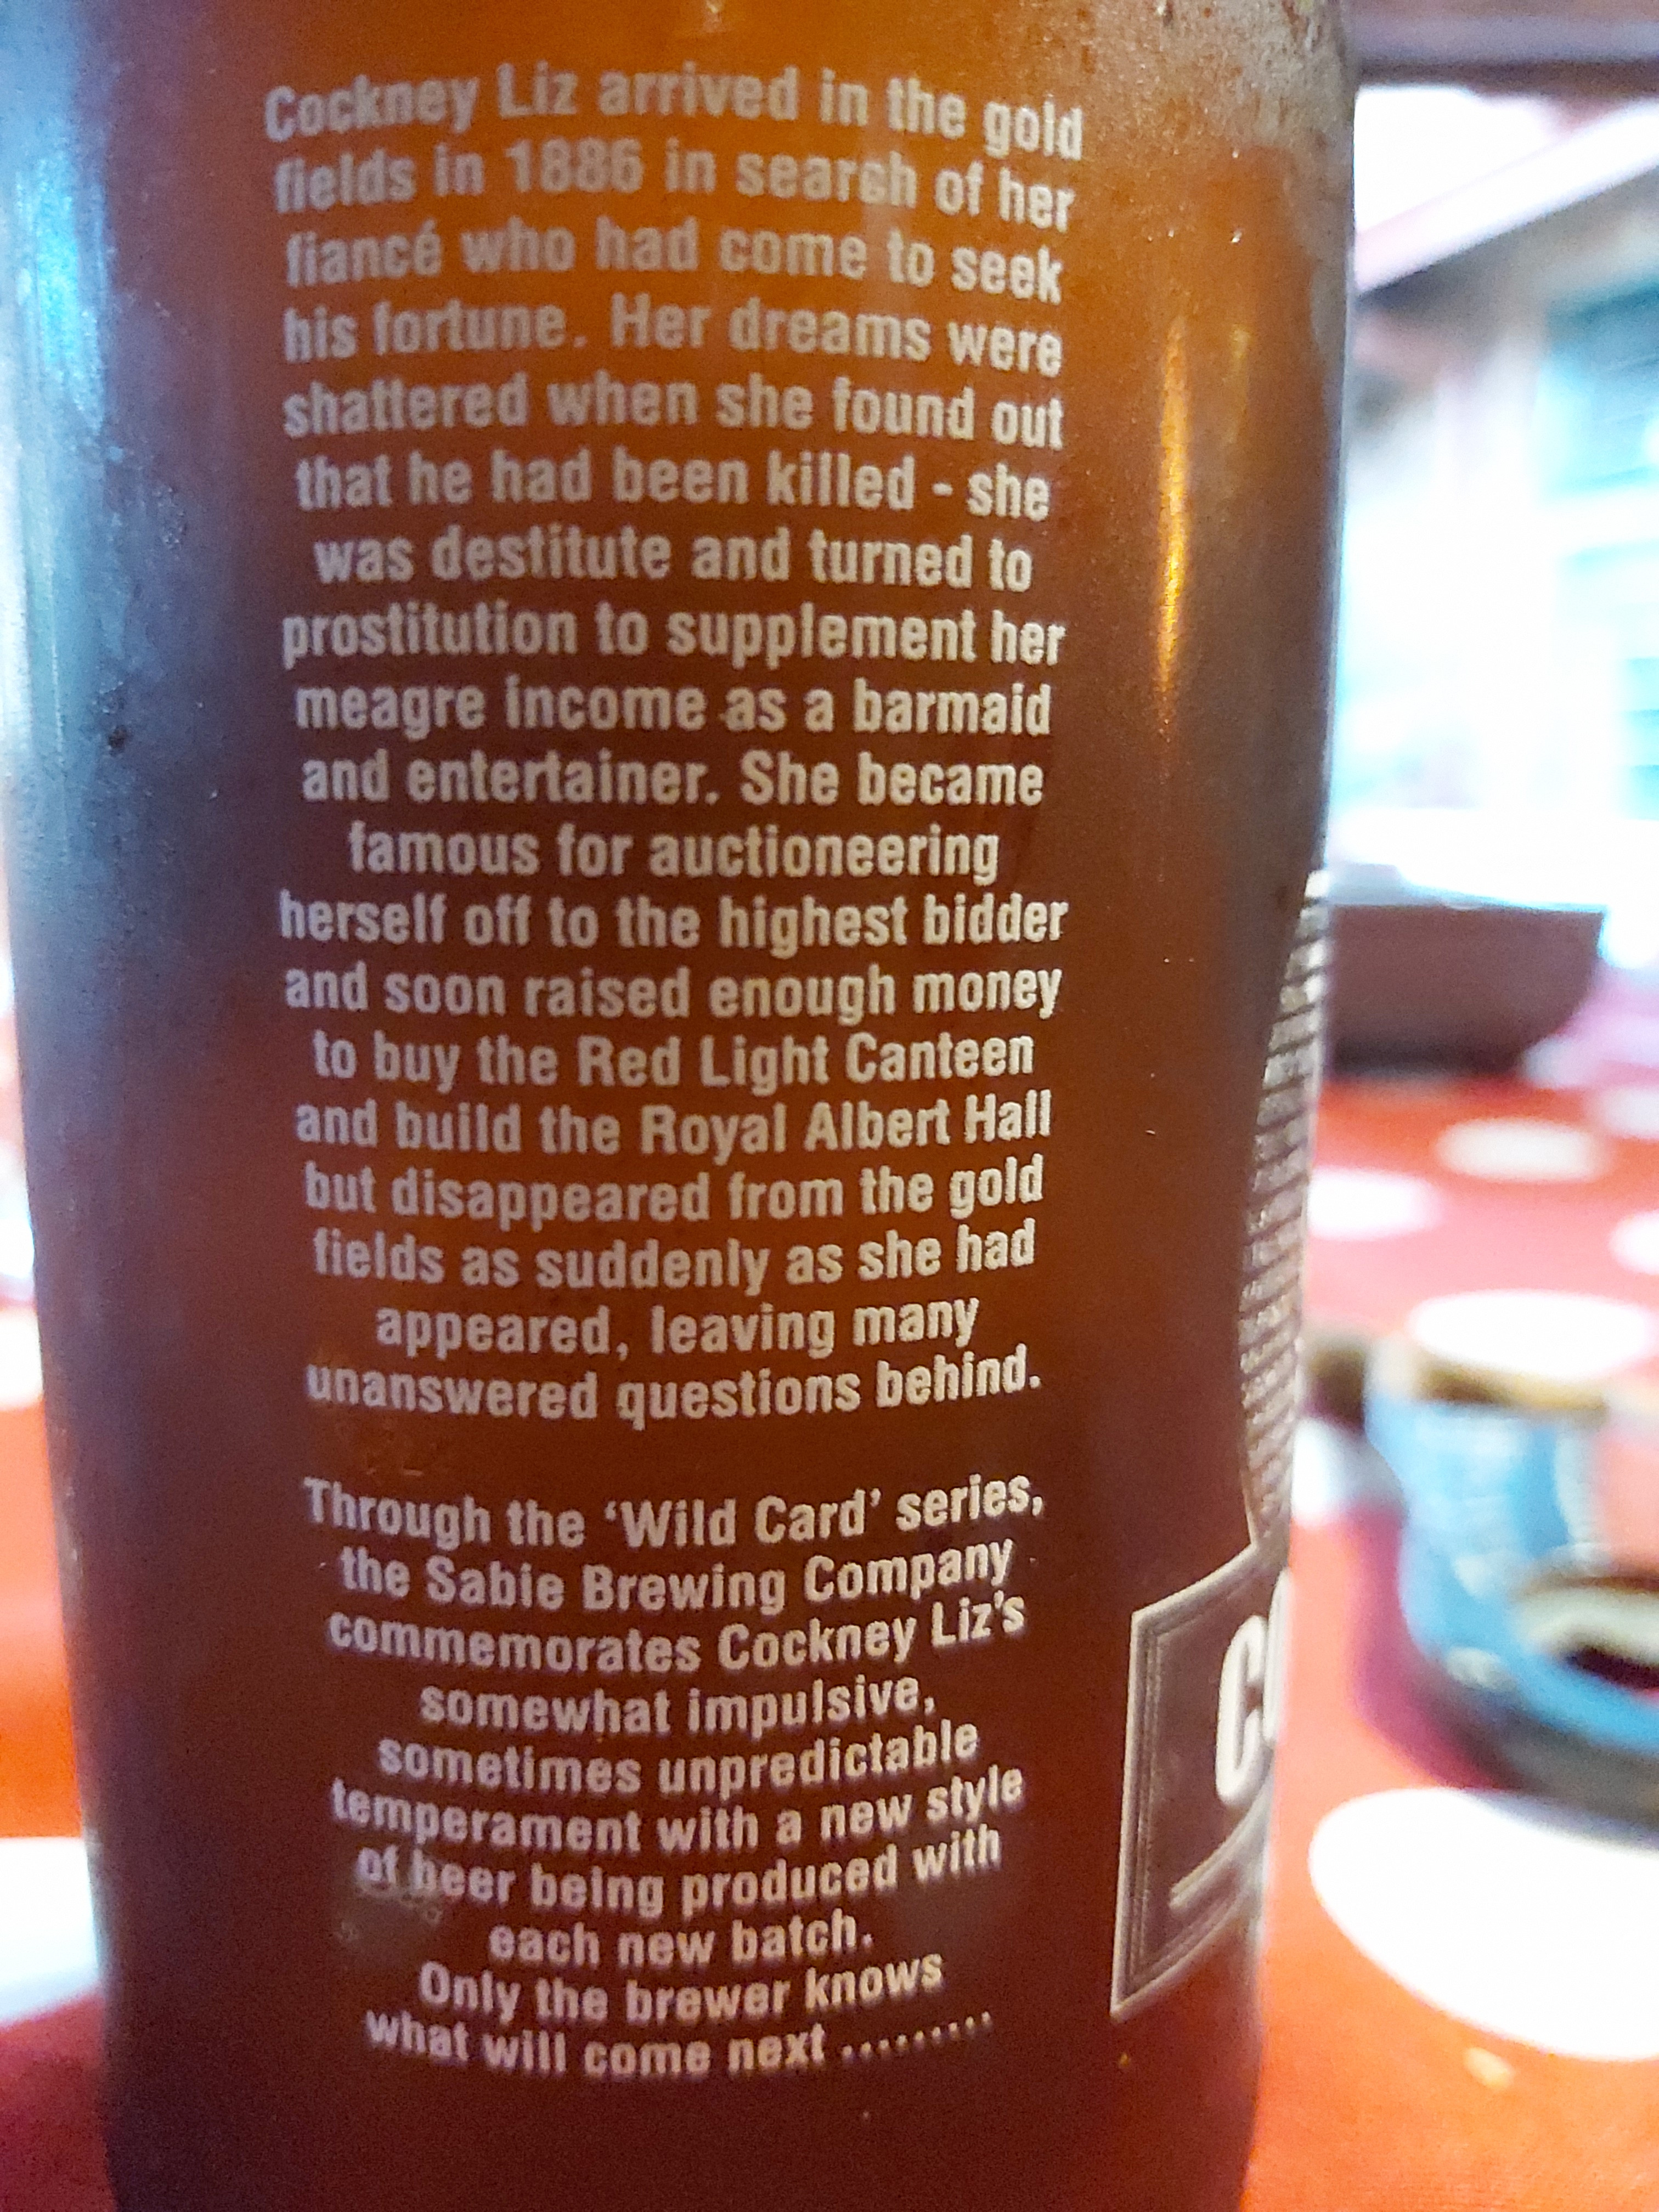 Cockney Liz arrived in the gold
fields in 1886 in search of her
fiancé who had come to seek
his fortune. Her dreams were
shattered when she found out
that he had been killed - she
was destitute and turned to
prostitution to supplement her
meagre income as a barmaid
and entertainer. She became
famous for auctioneering
herself off to the highest bidder
and soon raised enough money
to buy the Red Light Canteen
and build the Royal Albert Hall
but disappeared from the gold
fields as suddenly as she had
appeared, leaving many
unanswered questions behind.
Through the ‘Wild Card’ series,
the Sabie Brewing Company
commemorates Cockney Liz's
somewhat impulsive,
sometimes unpredictable
temperament with a new style
of beer being produced with
each new batch.
Only the brewer knows
what will come next .........